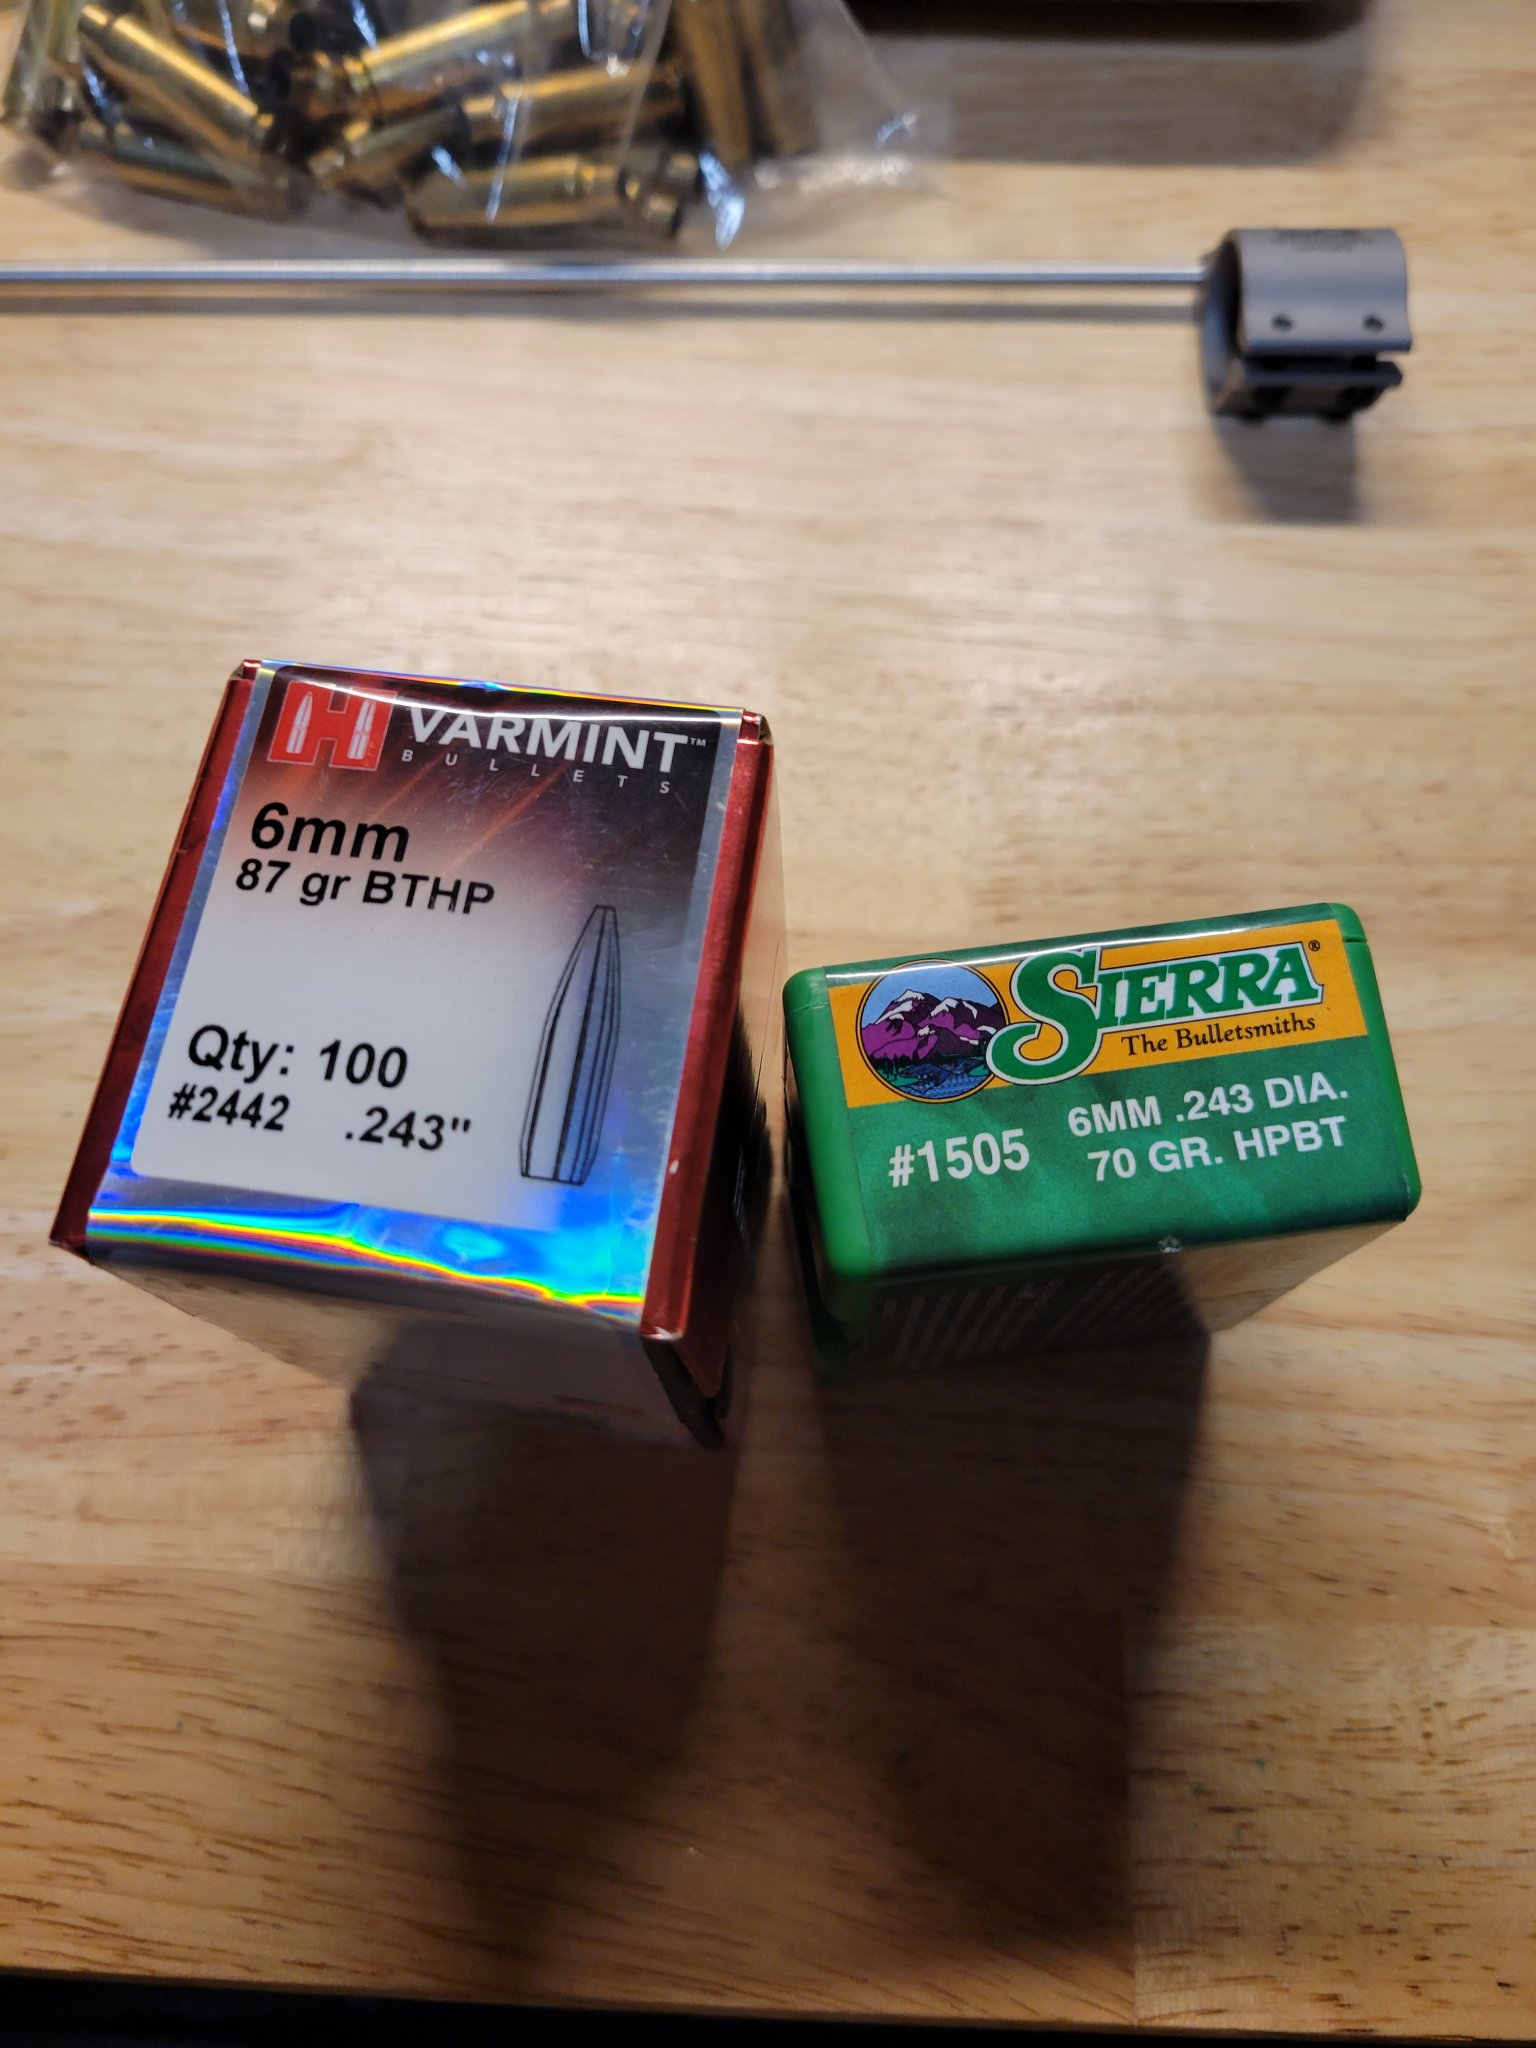 VARMINT™
BULLETS
6mm
87 gr BTHP
Qty: 100
#2442 .243"
SIERRA®
The Bulletsmiths
#1505
6MM .243 DIA.
70 GR. HPBT